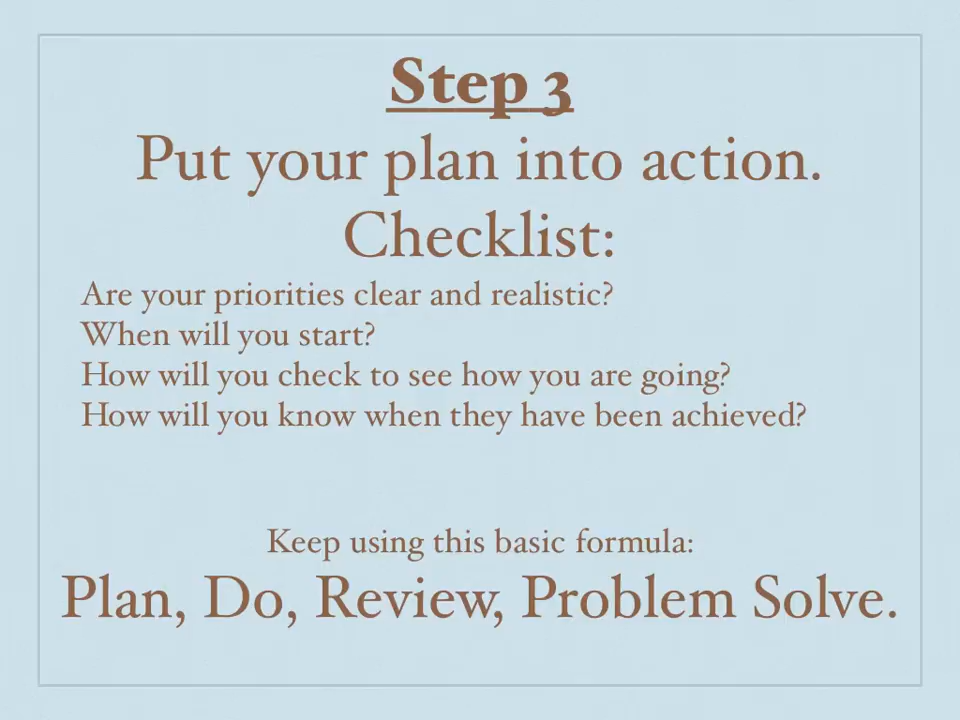 Step 3
Put your plan into action.
Checklist:
Are your priorities clear and realistic?
When will you start?
How will you check to see how you are going?
How will you know when they have been achieved?
Keep using this basic formula:
Plan, Do, Review, Problem Solve.